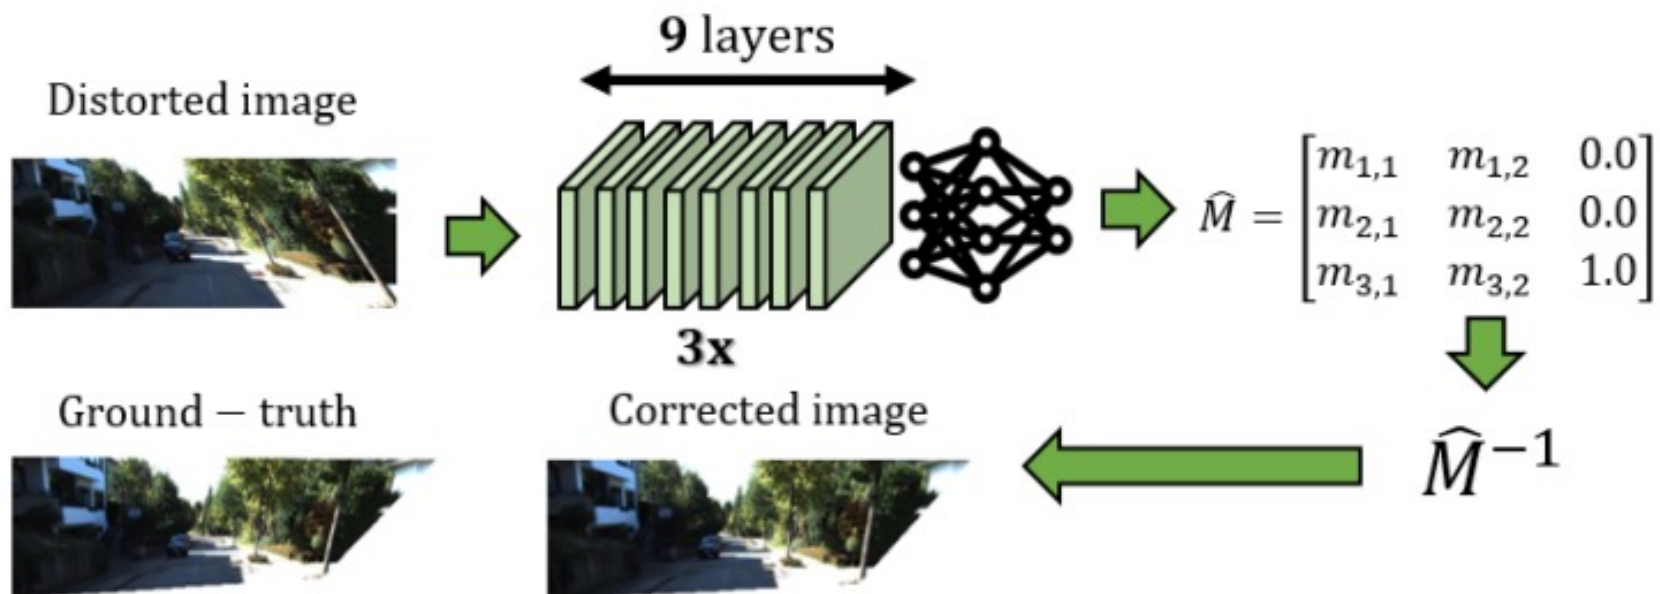 9 layers
Distorted image
3x
M̂ = [m1,1 m1,2 0.0
m2,1 m2,2 0.0
m3,1 m3,2 1.0]
Ground − truth
Corrected image
M̂⁻¹